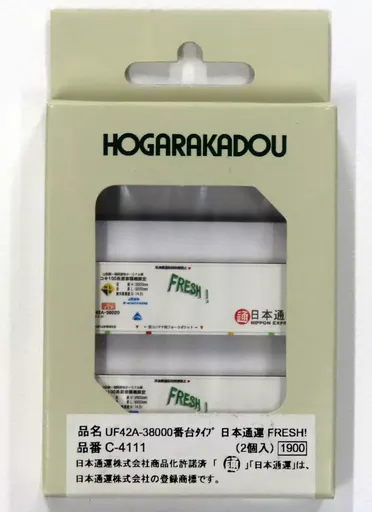 HOGARAKADOU
FRESH!
日本通運
NIPPON EXPR
FRESH!
品名 UF42A-38000番台ﾀｲﾌﾟ 日本通運 FRESH!
品番 C-4111 (2個入) 1900
日本通運株式会社商品化許諾済 「通」「日本通運」は、
日本通運株式会社の登録商標です。